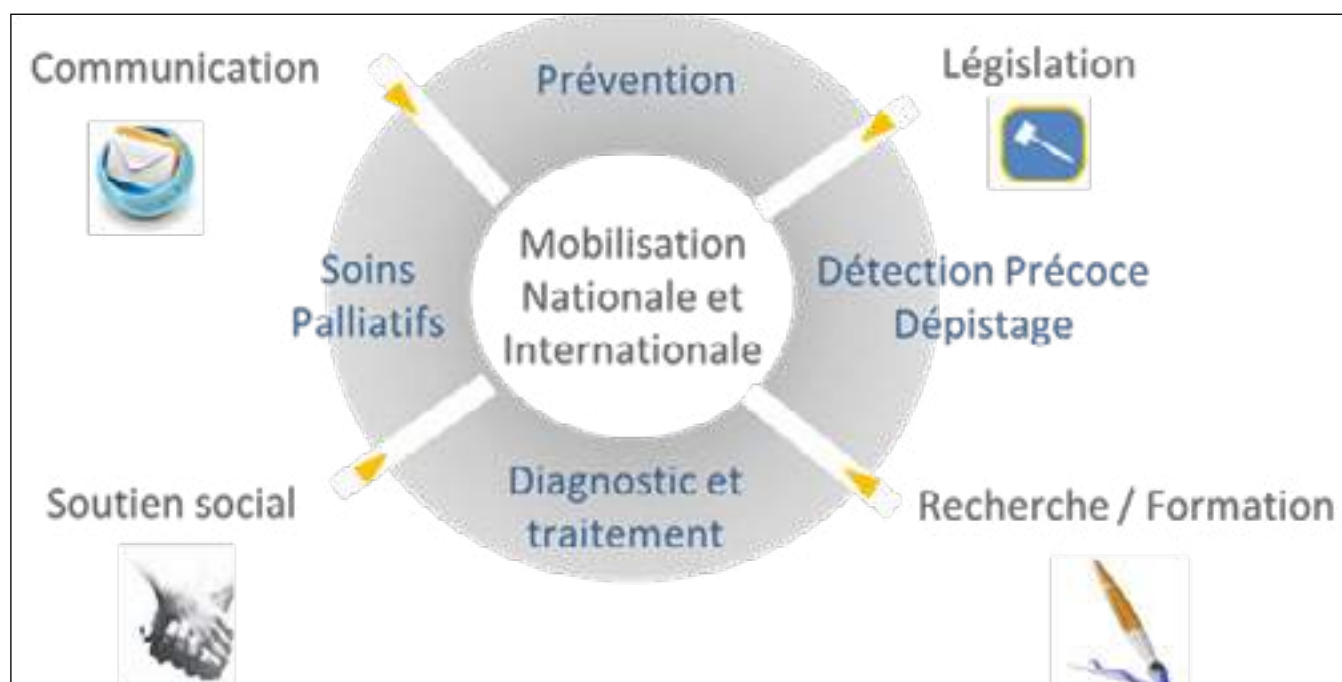 Communication
Prévention
Législation
Soins
Palliatifs
Mobilisation
Nationale et
Internationale
Détection Précoce
Dépistage
Diagnostic et
traitement
Soutien social
Recherche / Formation